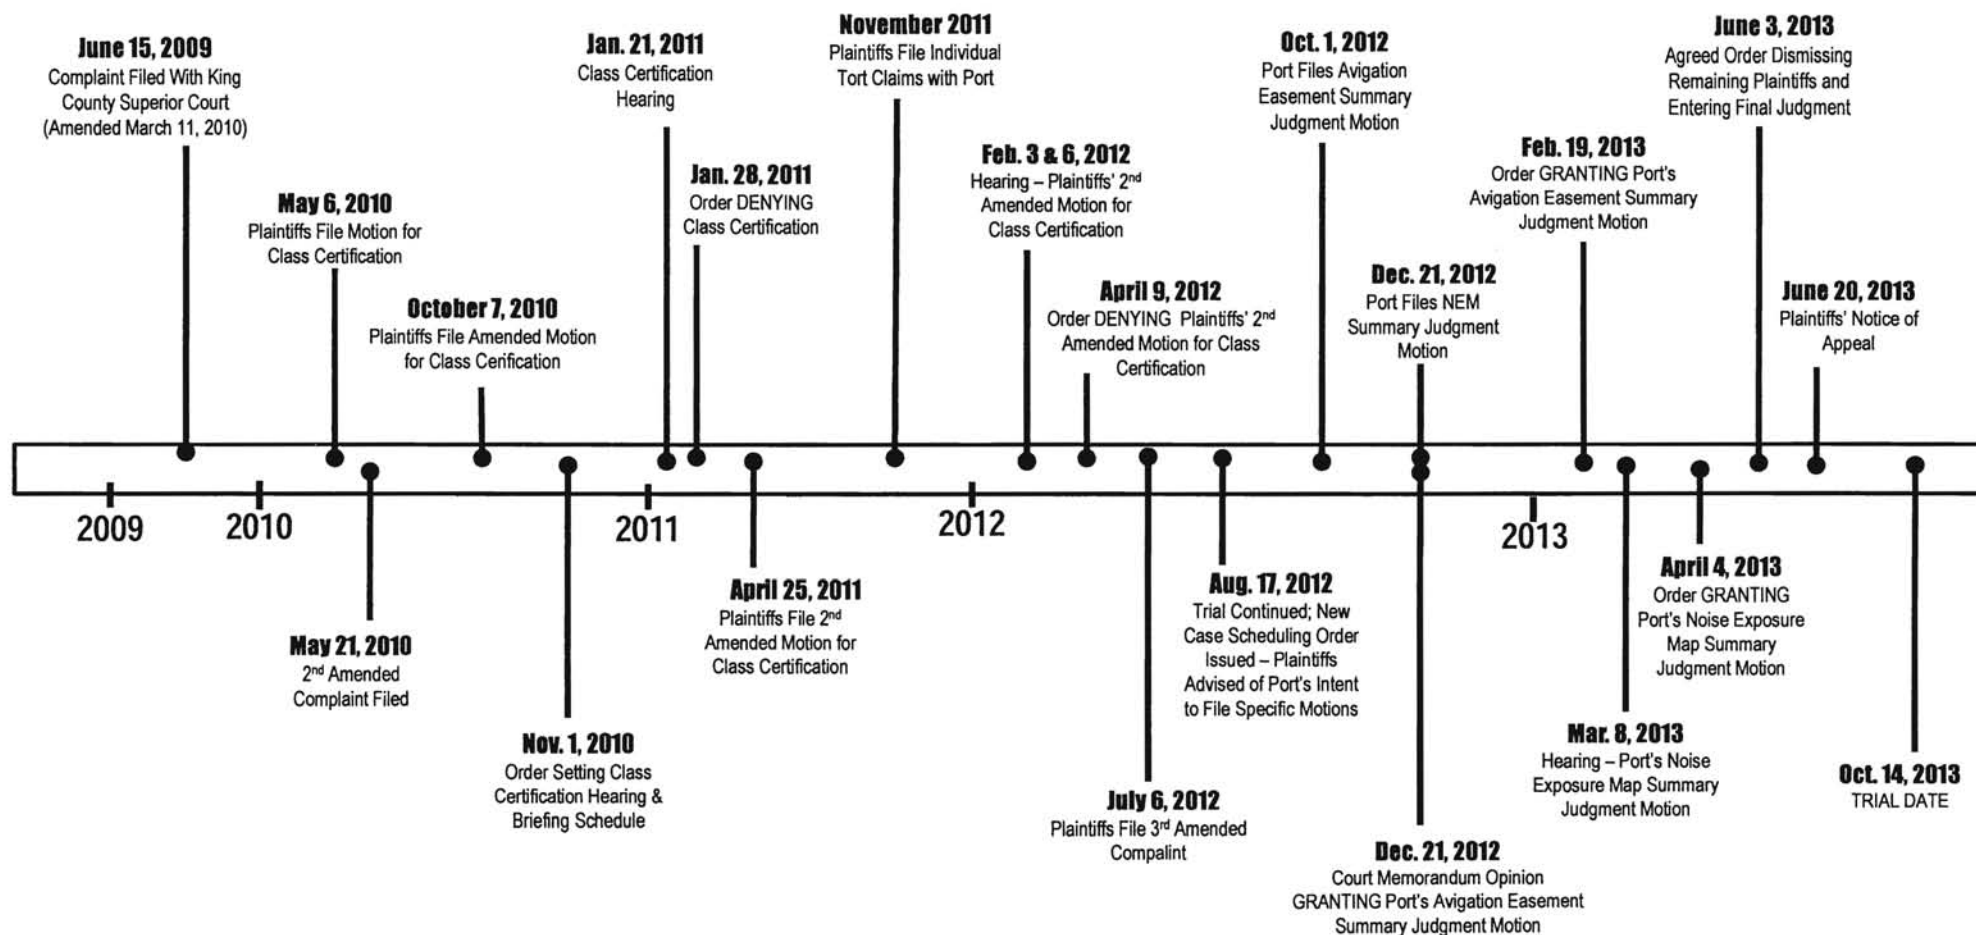 June 15, 2009
Complaint Filed With King
County Superior Court
(Amended March 11, 2010)
May 6, 2010
Plaintiffs File Motion for
Class Certification
October 7, 2010
Plaintiffs File Amended Motion
for Class Cerification
Jan. 21, 2011
Class Certification
Hearing
Jan. 28, 2011
Order DENYING
Class Certification
November 2011
Plaintiffs File Individual
Tort Claims with Port
Feb. 3 & 6, 2012
Hearing – Plaintiffs' 2nd
Amended Motion for
Class Certification
April 9, 2012
Order DENYING Plaintiffs' 2nd
Amended Motion for Class
Certification
Oct. 1, 2012
Port Files Avigation
Easement Summary
Judgment Motion
Dec. 21, 2012
Port Files NEM
Summary Judgment
Motion
Feb. 19, 2013
Order GRANTING Port's
Avigation Easement Summary
Judgment Motion
June 3, 2013
Agreed Order Dismissing
Remaining Plaintiffs and
Entering Final Judgment
June 20, 2013
Plaintiffs' Notice of
Appeal
2009
2010
2011
2012
2013
May 21, 2010
2nd Amended
Complaint Filed
Nov. 1, 2010
Order Setting Class
Certification Hearing &
Briefing Schedule
April 25, 2011
Plaintiffs File 2nd
Amended Motion for
Class Certification
July 6, 2012
Plaintiffs File 3rd Amended
Compalint
Aug. 17, 2012
Trial Continued; New
Case Scheduling Order
Issued – Plaintiffs
Advised of Port's Intent
to File Specific Motions
Dec. 21, 2012
Court Memorandum Opinion
GRANTING Port's Avigation Easement
Summary Judgment Motion
Mar. 8, 2013
Hearing – Port's Noise
Exposure Map Summary
Judgment Motion
April 4, 2013
Order GRANTING
Port's Noise Exposure
Map Summary
Judgment Motion
Oct. 14, 2013
TRIAL DATE